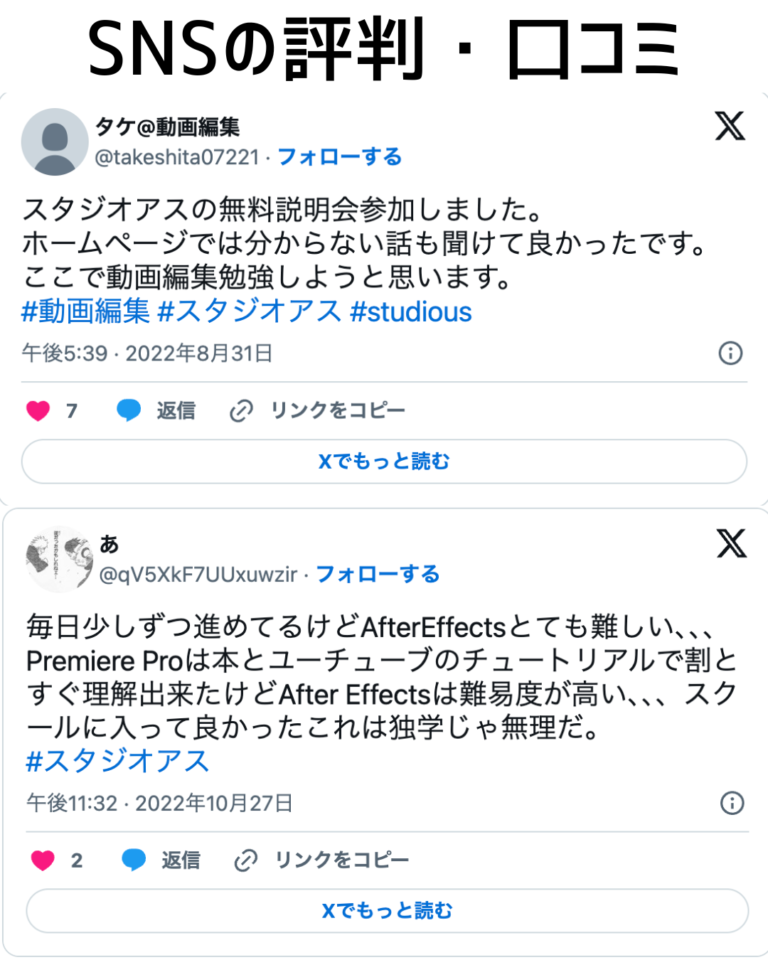 SNSの評判・口コミ
タケ@動画編集
@takeshita07221 · フォローする
スタジオアスの無料説明会参加しました。
ホームページでは分からない話も聞けて良かったです。
ここで動画編集勉強しようと思います。
#動画編集 #スタジオアス #studious
午後5:39 · 2022年8月31日
7 返信 リンクをコピー
Xでもっと読む
あ
@qV5XkF7UUxuwzir · フォローする
毎日少しずつ進めてるけどAfterEffectsとても難しい、、、
Premiere Proは本とユーチューブのチュートリアルで割と
すぐ理解出来たけどAfter Effectsは難易度が高い、、、スク
ールに入って良かったこれは独学じゃ無理だ。
#スタジオアス
午後11:32 · 2022年10月27日
2 返信 リンクをコピー
Xでもっと読む